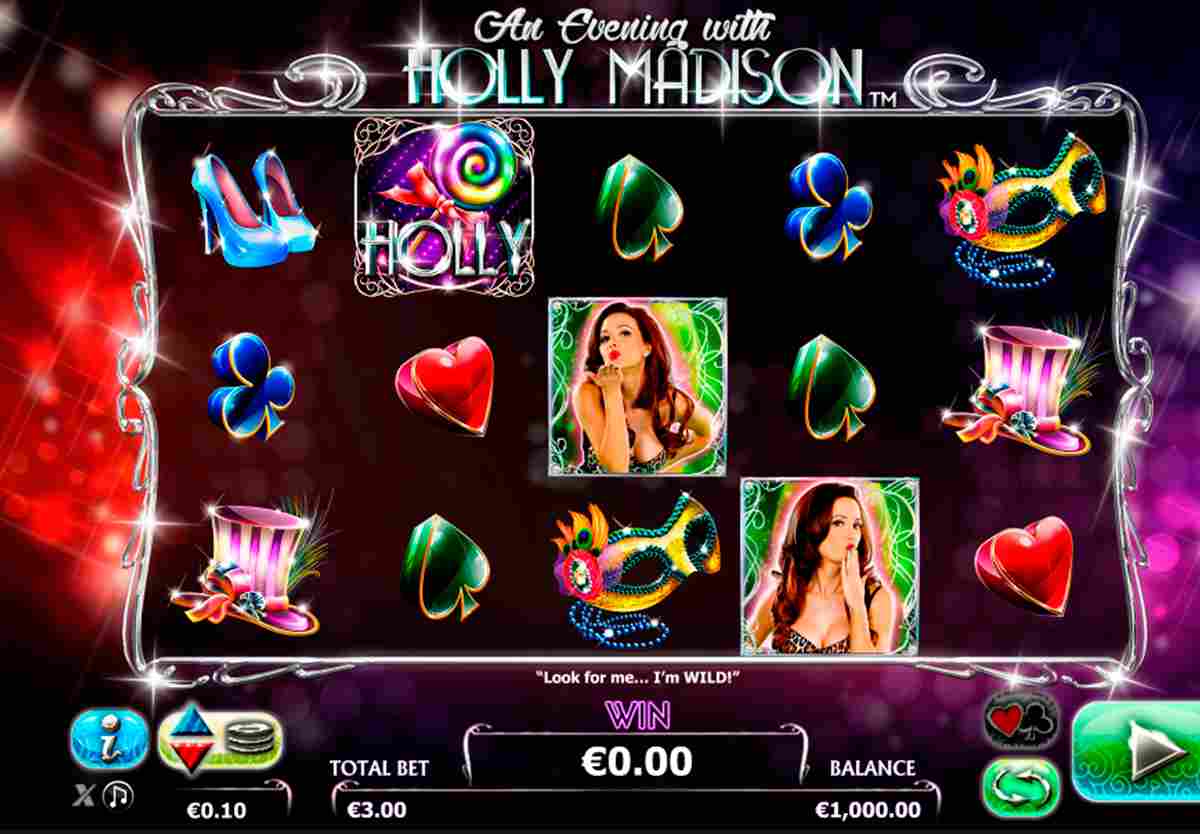 An Evening with
HOLLY MADISON™
HOLLY
"Look for me... I'm WILD!"
i
WIN
TOTAL BET
€0.00
BALANCE
€0.10
€3.00
€1,000.00